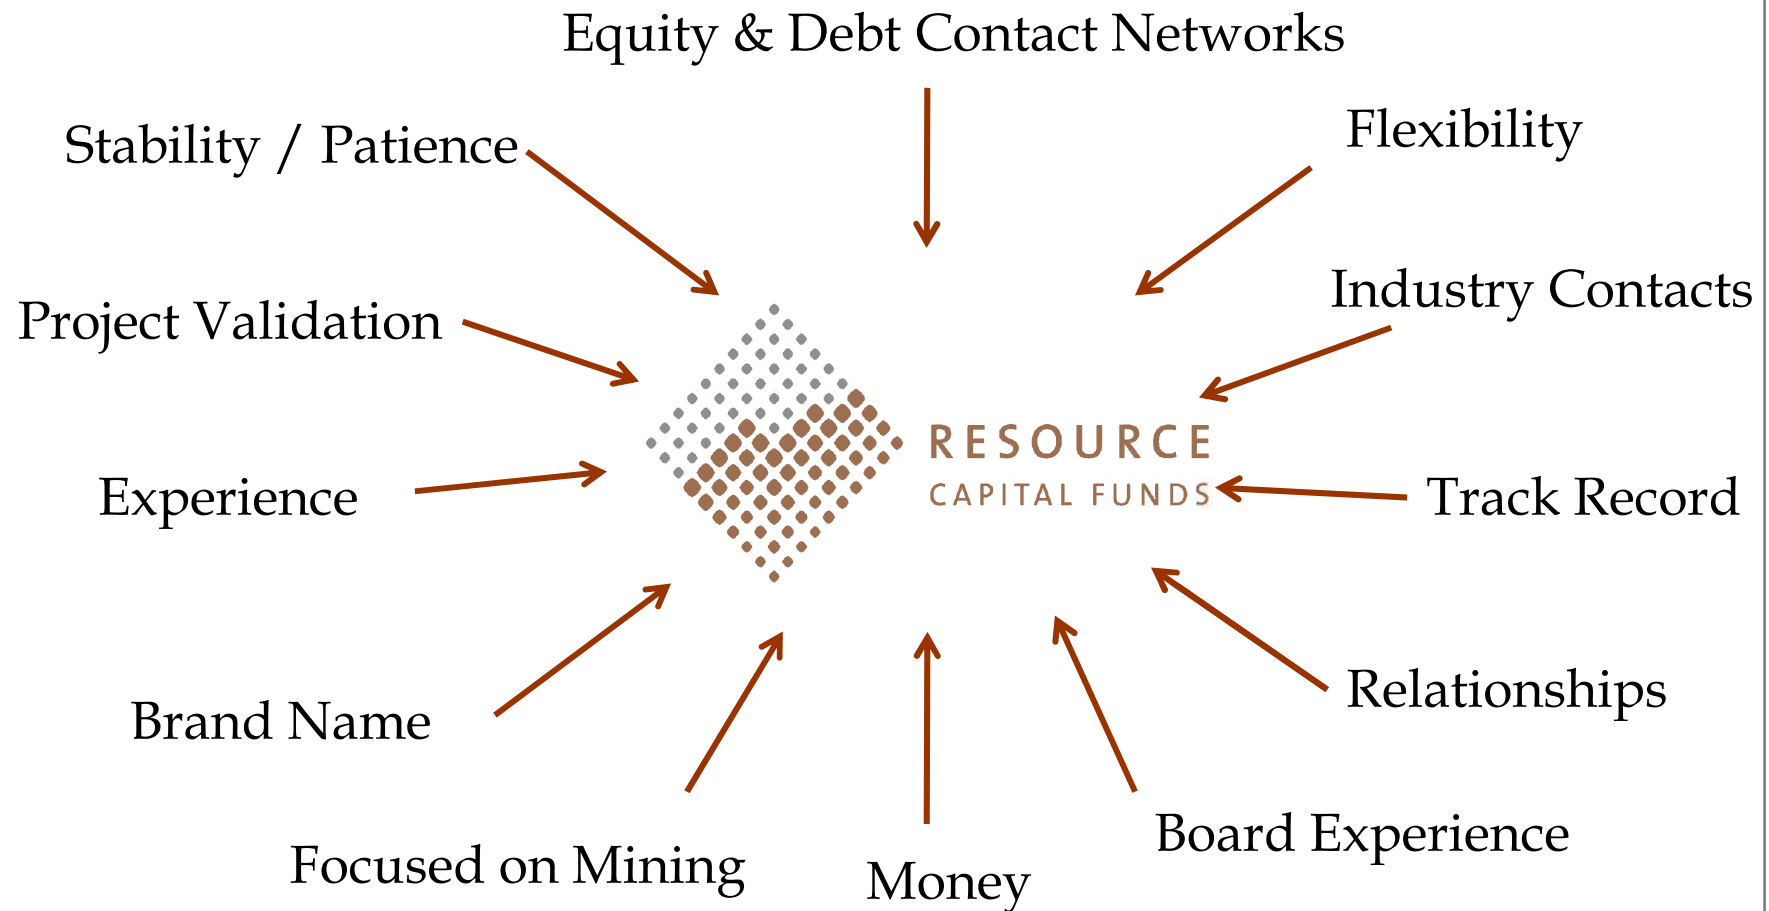 Equity & Debt Contact Networks
Stability / Patience
Flexibility
Project Validation
Industry Contacts
RESOURCE
CAPITAL FUNDS
Experience
Track Record
Brand Name
Relationships
Focused on Mining
Money
Board Experience